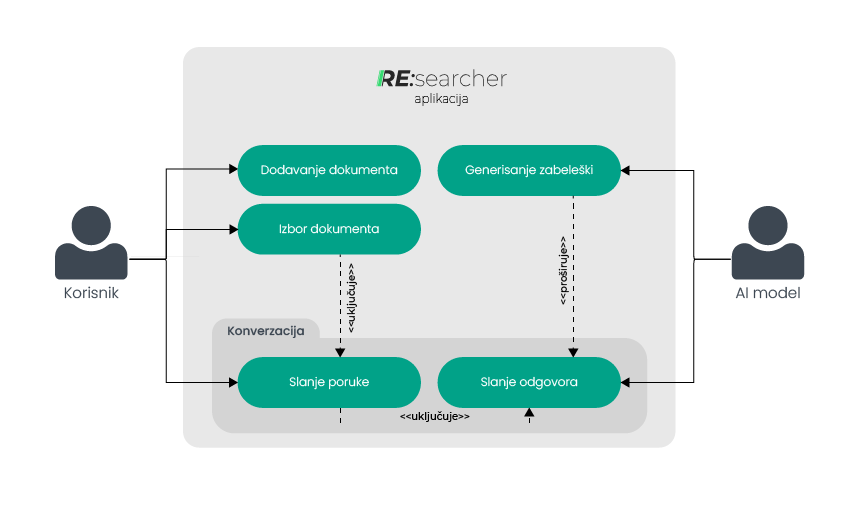 RE:searcher
aplikacija
Dodavanje dokumenta
Generisanje zabeleški
Izbor dokumenta
Korisnik
AI model
<<uključuje>>
<<proširuje>>
Konverzacija
Slanje poruke
Slanje odgovora
<<uključuje>>